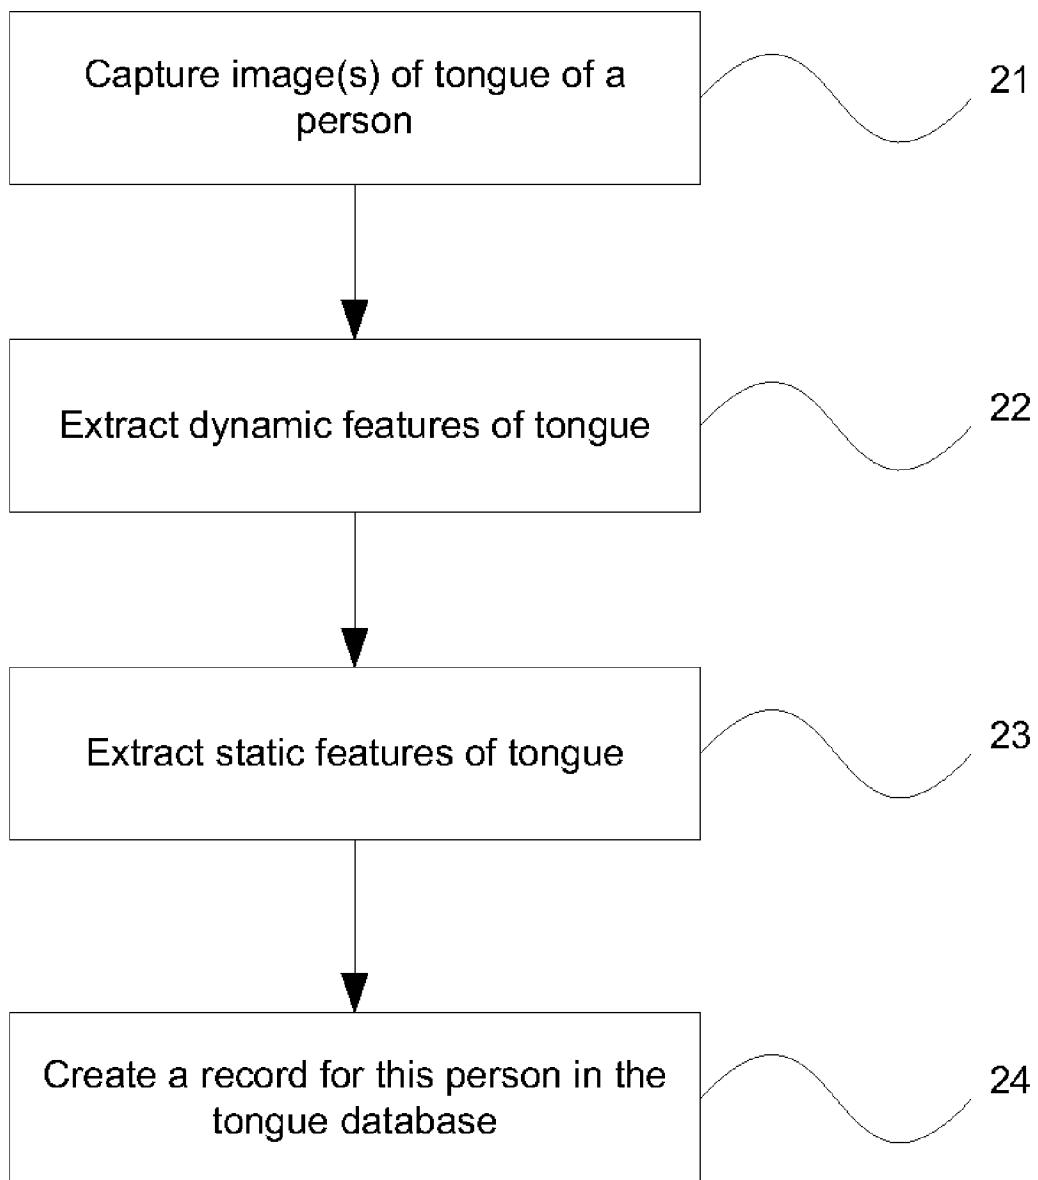 Capture image(s) of tongue of a
person
21
Extract dynamic features of tongue
22
Extract static features of tongue
23
Create a record for this person in the
tongue database
24